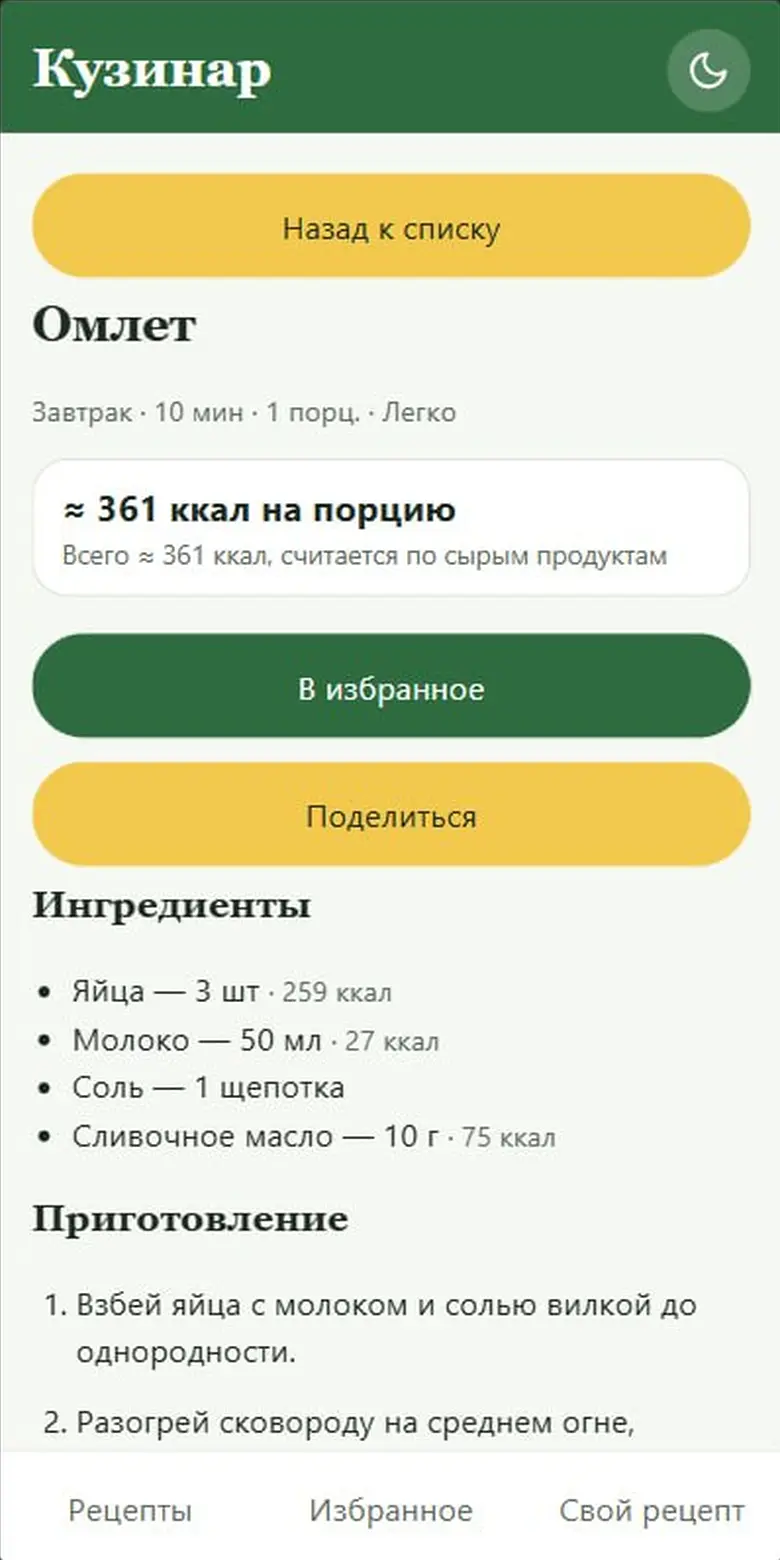 Кузинар
Назад к списку
Омлет
Завтрак · 10 мин · 1 порц. · Легко
≈ 361 ккал на порцию
Всего ≈ 361 ккал, считается по сырым продуктам
В избранное
Поделиться
Ингредиенты
• Яйца — 3 шт · 259 ккал
• Молоко — 50 мл · 27 ккал
• Соль — 1 щепотка
• Сливочное масло — 10 г · 75 ккал
Приготовление
1. Взбей яйца с молоком и солью вилкой до
однородности.
2. Разогрей сковороду на среднем огне,
Рецепты Избранное Свой рецепт